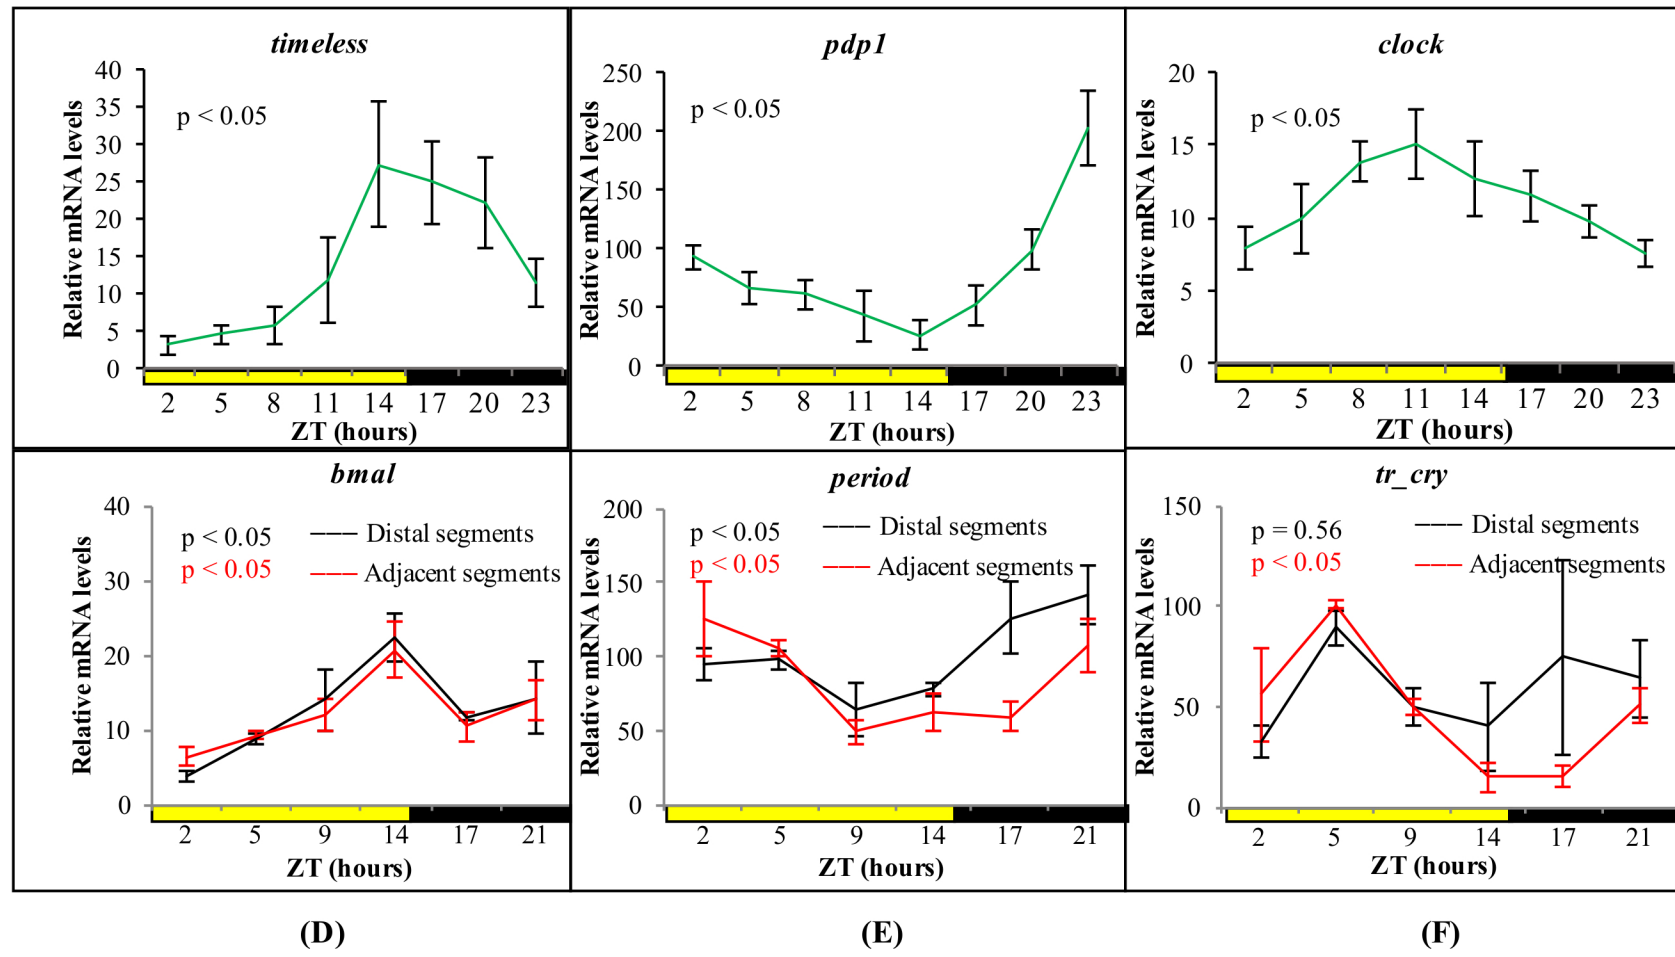 timeless
p < 0.05
Relative mRNA levels
40
35
30
25
20
15
10
5
0
2 5 8 11 14 17 20 23
ZT (hours)
pdp1
p < 0.05
Relative mRNA levels
250
200
150
100
50
0
2 5 8 11 14 17 20 23
ZT (hours)
clock
p < 0.05
Relative mRNA levels
20
15
10
5
0
2 5 8 11 14 17 20 23
ZT (hours)
bmal
p < 0.05
p < 0.05
Distal segments
Adjacent segments
Relative mRNA levels
40
30
20
10
0
2 5 9 14 17 21
ZT (hours)
period
p < 0.05
p < 0.05
Distal segments
Adjacent segments
Relative mRNA levels
200
150
100
50
0
2 5 9 14 17 21
ZT (hours)
tr_cry
p = 0.56
p < 0.05
Distal segments
Adjacent segments
Relative mRNA levels
150
100
50
0
2 5 9 14 17 21
ZT (hours)
(D)
(E)
(F)